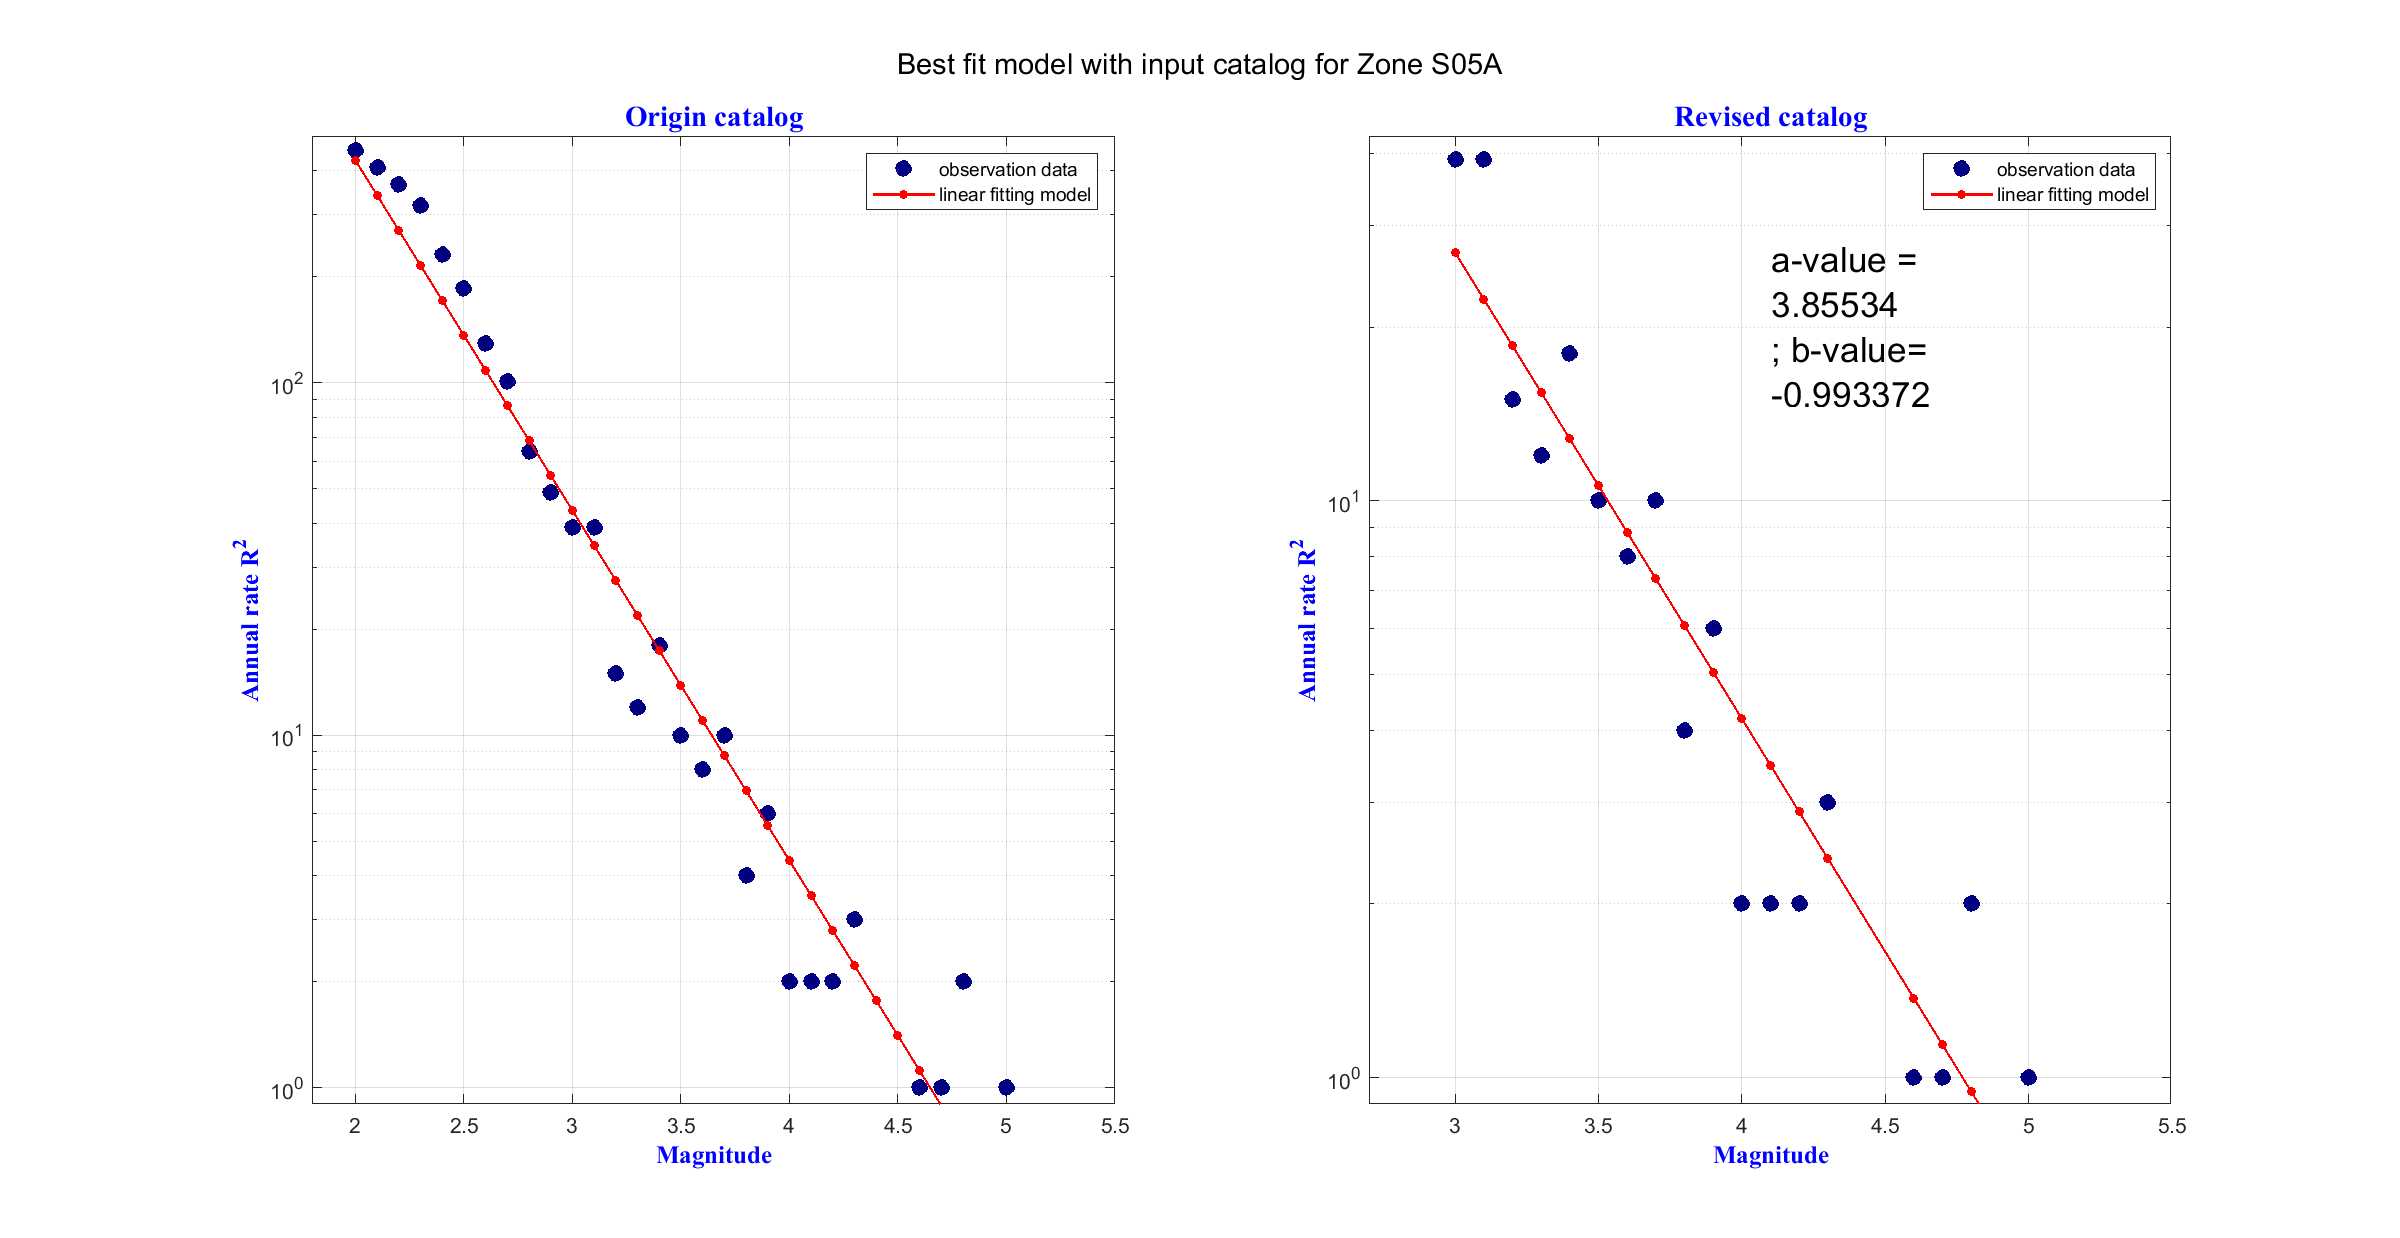 Best fit model with input catalog for Zone S05A
Origin catalog
observation data
linear fitting model
10^2
10^1
10^0
Annual rate R^2
2 2.5 3 3.5 4 4.5 5 5.5
Magnitude
Revised catalog
observation data
linear fitting model
a-value =
3.85534
; b-value=
-0.993372
10^1
10^0
Annual rate R^2
3 3.5 4 4.5 5 5.5
Magnitude